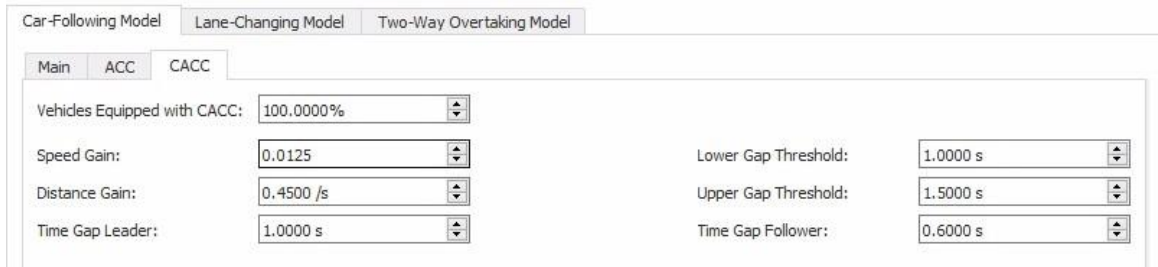 Car-Following Model Lane-Changing Model Two-Way Overtaking Model
Main ACC CACC
Vehicles Equipped with CACC: 100.0000%
Speed Gain: 0.0125 Lower Gap Threshold: 1.0000 s
Distance Gain: 0.4500 /s Upper Gap Threshold: 1.5000 s
Time Gap Leader: 1.0000 s Time Gap Follower: 0.6000 s